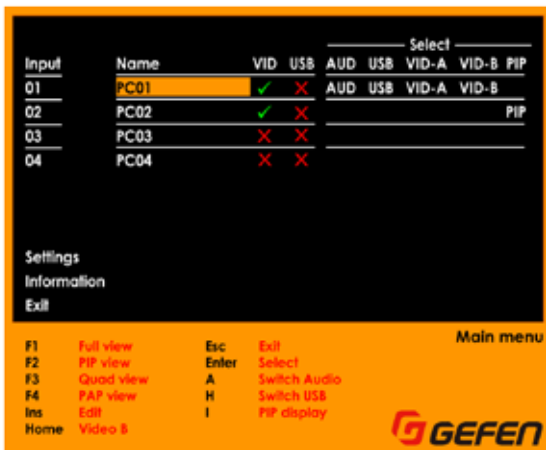 Select
Input Name VID USB AUD USB VID-A VID-B PIP
01 PC01 AUD USB VID-A VID-B
02 PC02 PIP
03 PC03
04 PC04
Settings
Information
Exit
Main menu
F1 Full view Esc Exit
F2 PIP view Enter Select
F3 Quad view A Switch Audio
F4 PAP view H Switch USB
Ins Edit I PIP display
Home Video B
GEFEN